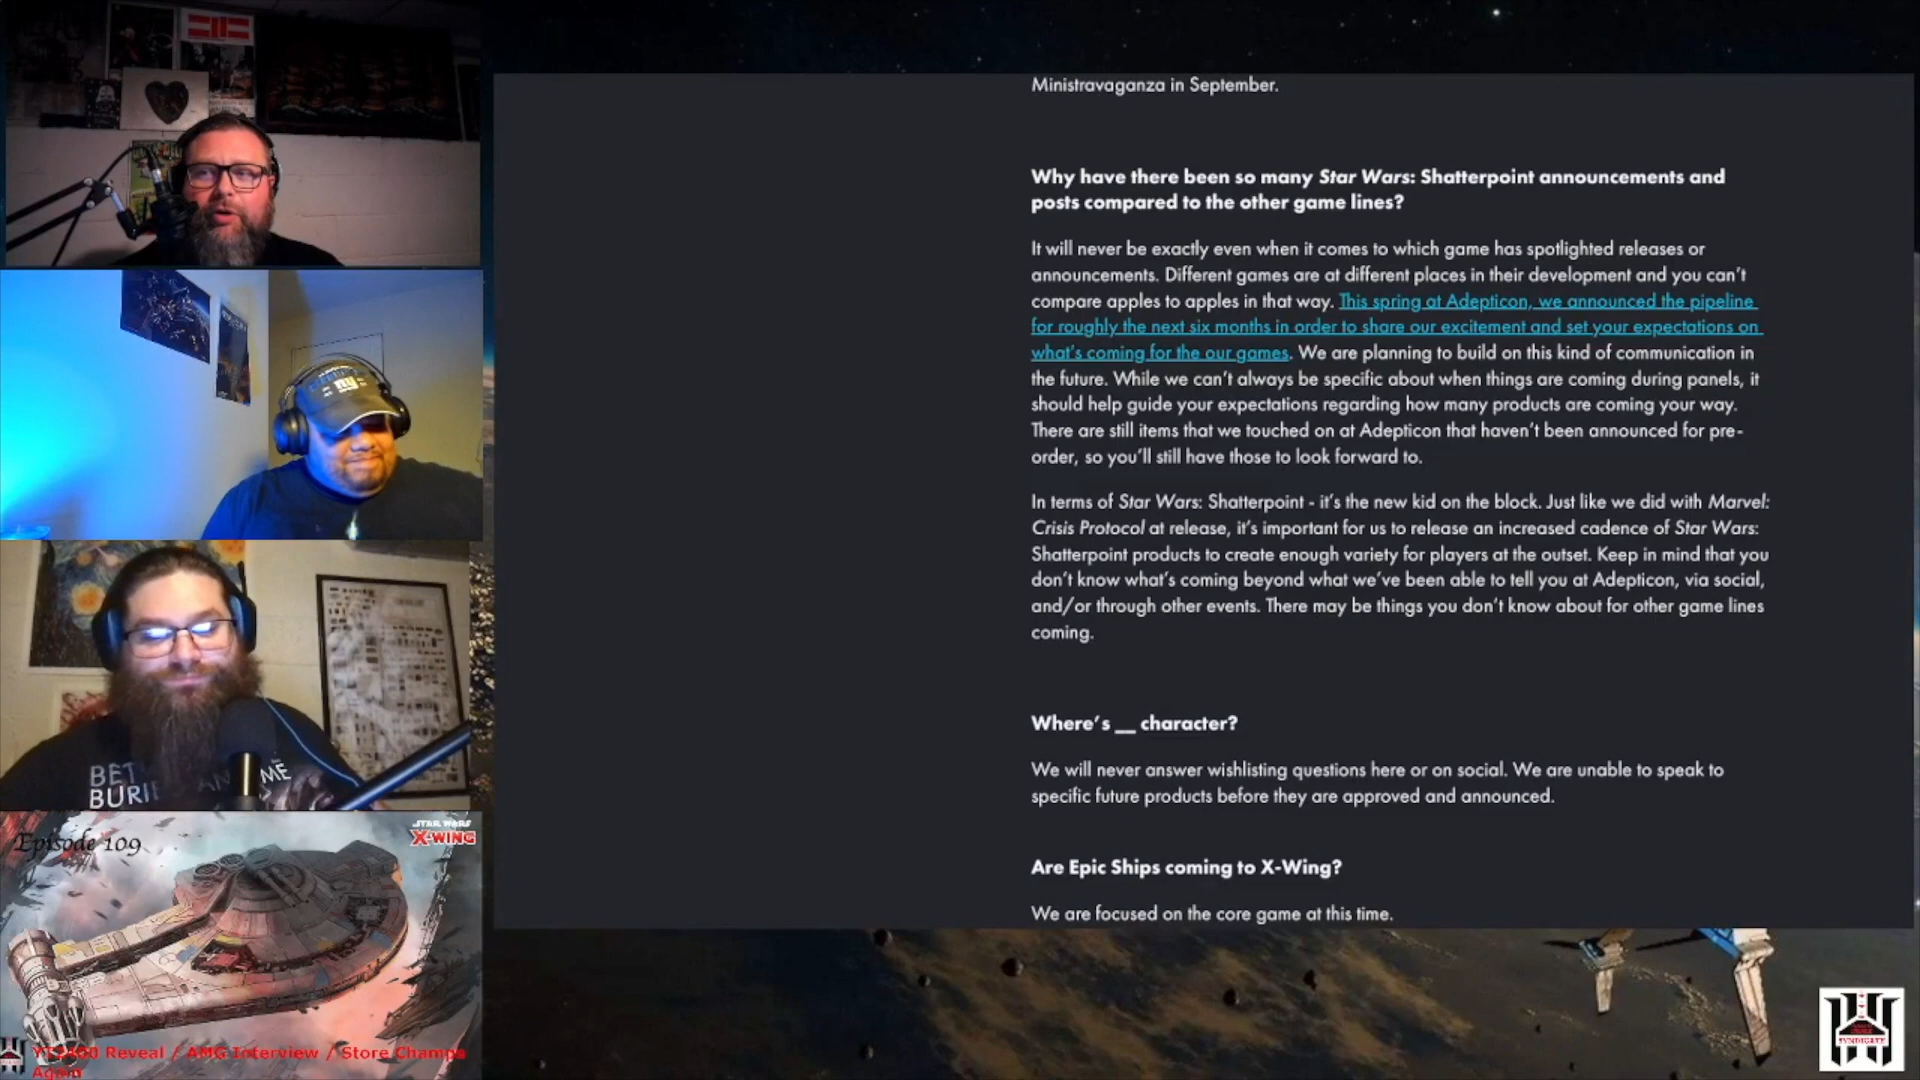 Ministravaganza in September.
Why have there been so many Star Wars: Shatterpoint announcements and
posts compared to the other game lines?
It will never be exactly even when it comes to which game has spotlighted releases or
announcements. Different games are at different places in their development and you can't
compare apples to apples in that way. This spring at Adepticon, we announced the pipeline
for roughly the next six months in order to share our excitement and set your expectations on
what's coming for the our games. We are planning to build on this kind of communication in
the future. While we can't always be specific about when things are coming during panels, it
should help guide your expectations regarding how many products are coming your way.
There are still items that we touched on at Adepticon that haven't been announced for pre-
order, so you'll still have those to look forward to.
In terms of Star Wars: Shatterpoint - it's the new kid on the block. Just like we did with Marvel:
Crisis Protocol at release, it's important for us to release an increased cadence of Star Wars:
Shatterpoint products to create enough variety for players at the outset. Keep in mind that you
don't know what's coming beyond what we've been able to tell you at Adepticon, via social,
and/or through other events. There may be things you don't know about for other game lines
coming.
Where's __ character?
We will never answer wishlisting questions here or on social. We are unable to speak to
specific future products before they are approved and announced.
Are Epic Ships coming to X-Wing?
We are focused on the core game at this time.
ny
BET
BURI
ME
Episode 109
STAR WARS
X-WING
YT2400 Reveal / AMG Interview / Store Champs
Again
SYNDICATE